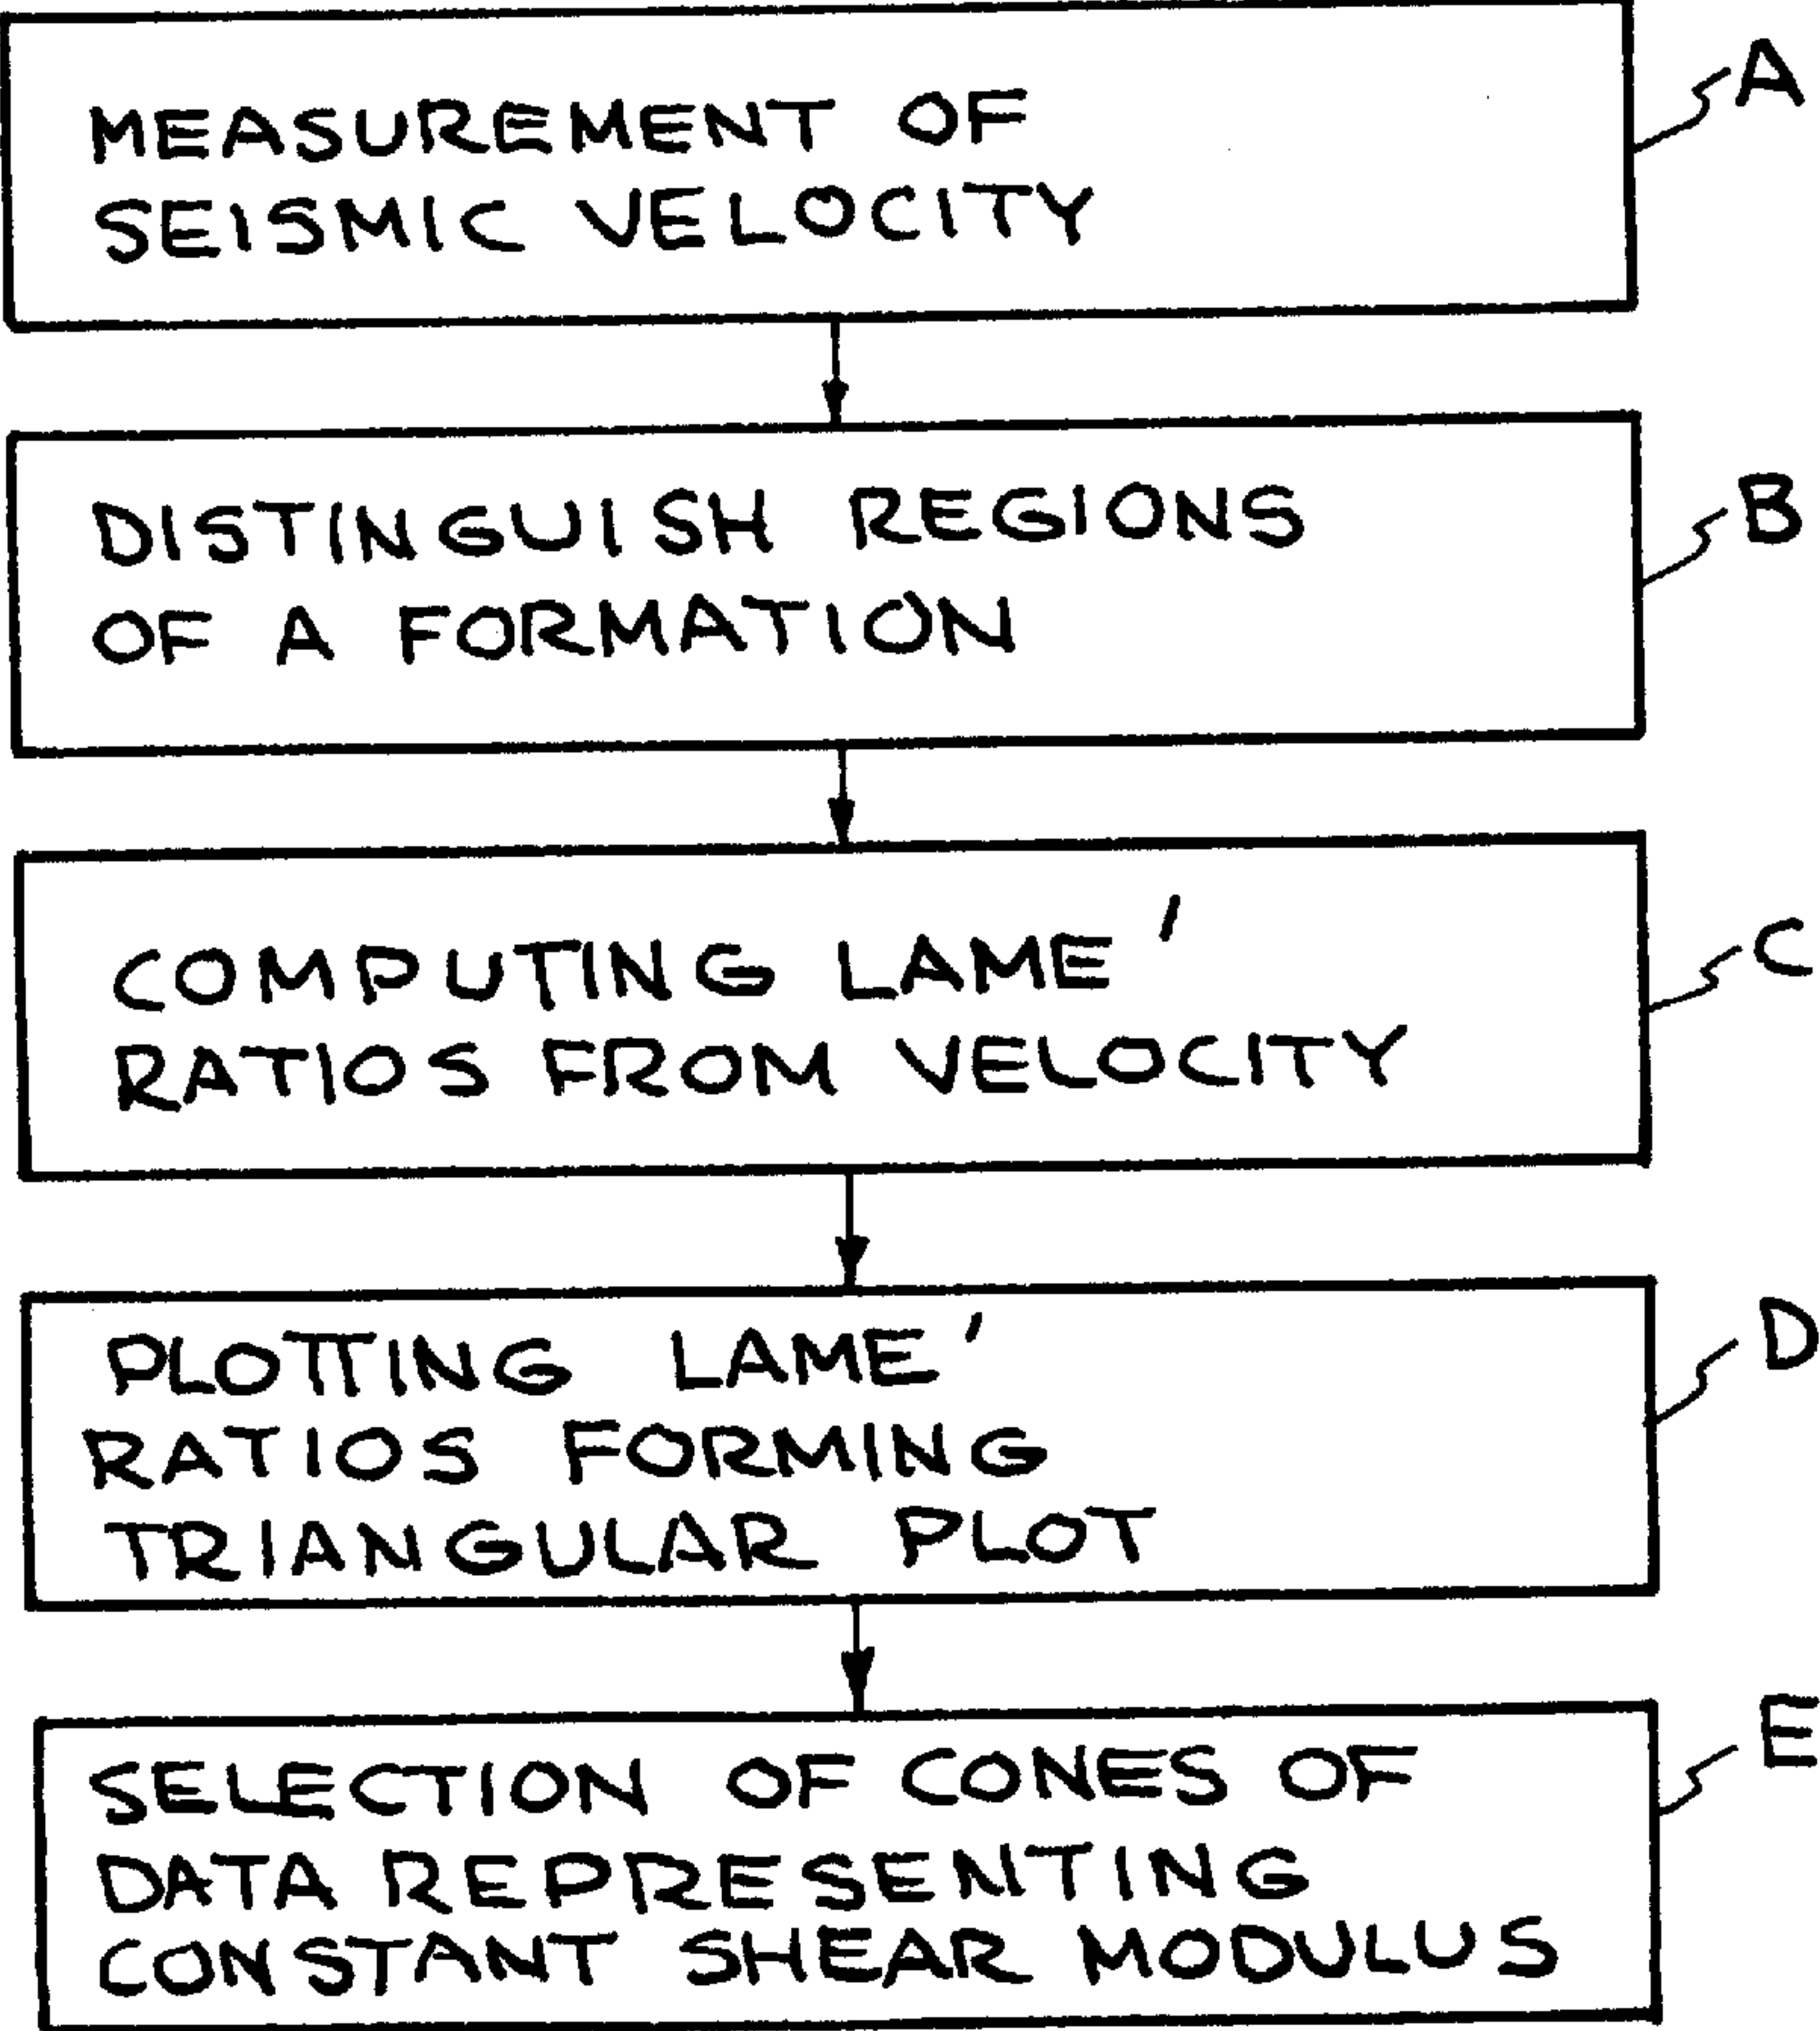 MEASUREMENT OF
SEISMIC VELOCITY
A
DISTINGUISH REGIONS
OF A FORMATION
B
COMPUTING LAME'
RATIOS FROM VELOCITY
C
PLOTTING LAME'
RATIOS FORMING
TRIANGULAR PLOT
D
SELECTION OF CONES OF
DATA REPRESENTING
CONSTANT SHEAR MODULUS
E